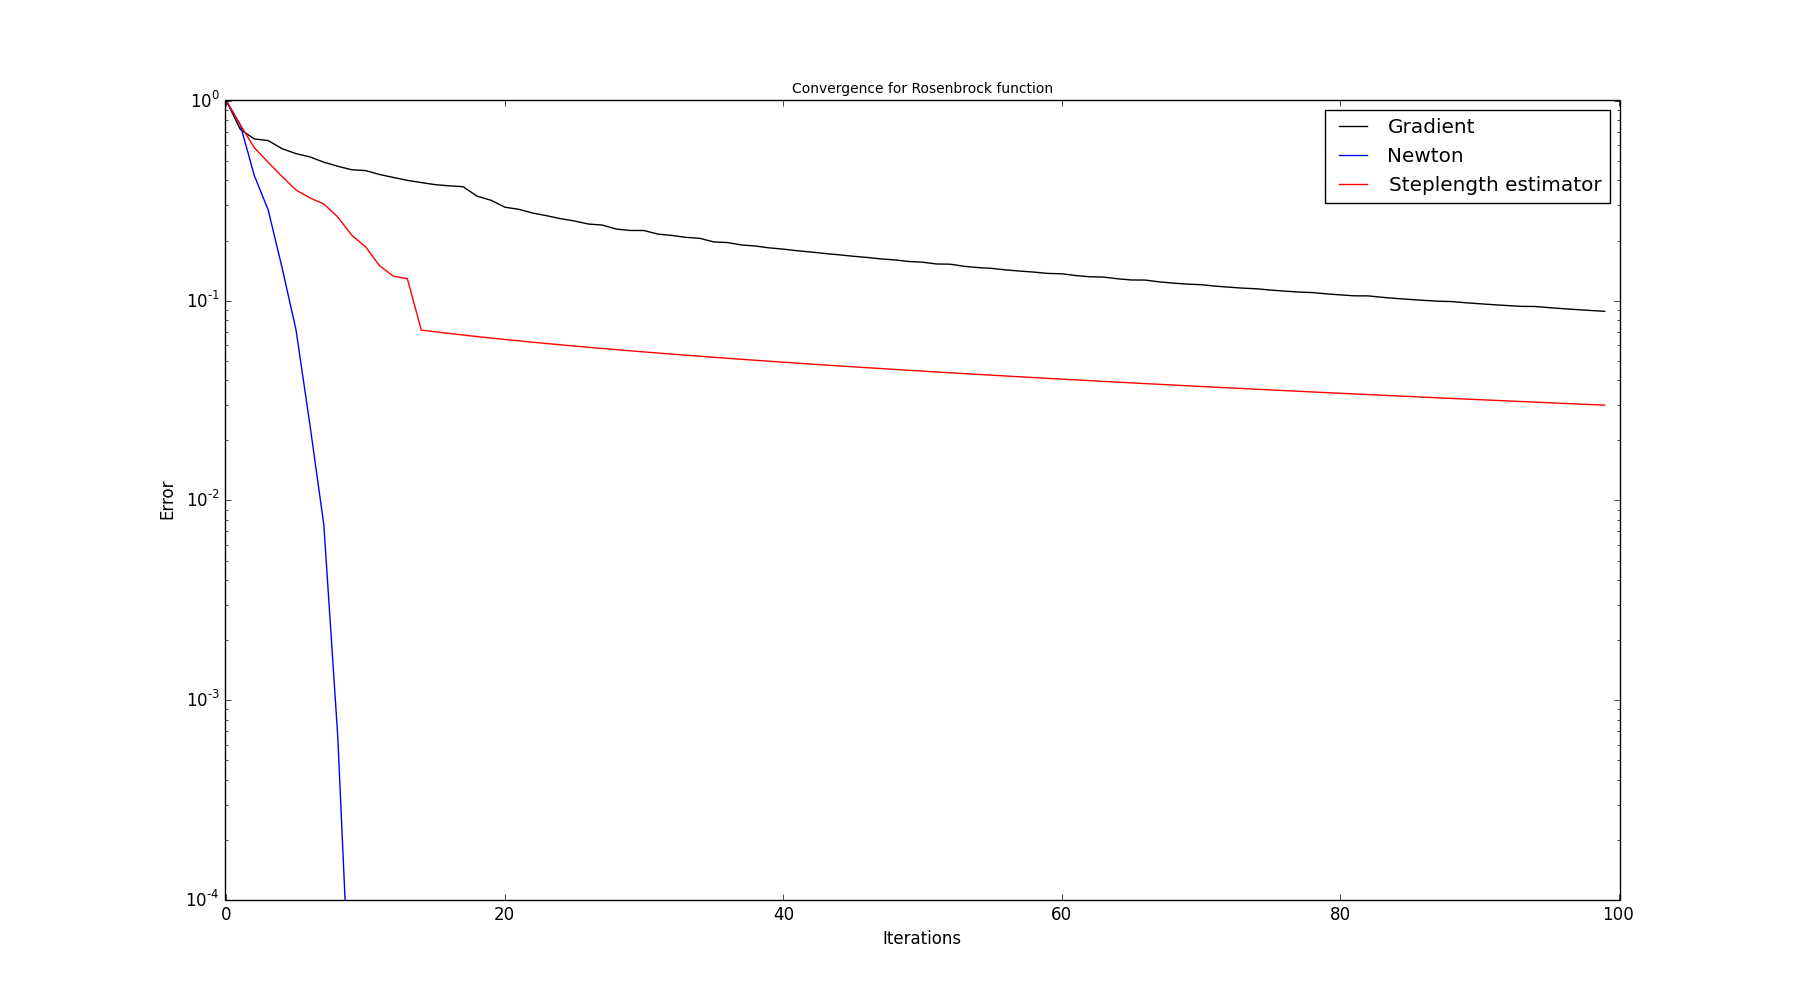 Convergence for Rosenbrock function
10^0
10^-1
10^-2
10^-3
10^-4
Error
Gradient
Newton
Steplength estimator
0 20 40 60 80 100
Iterations